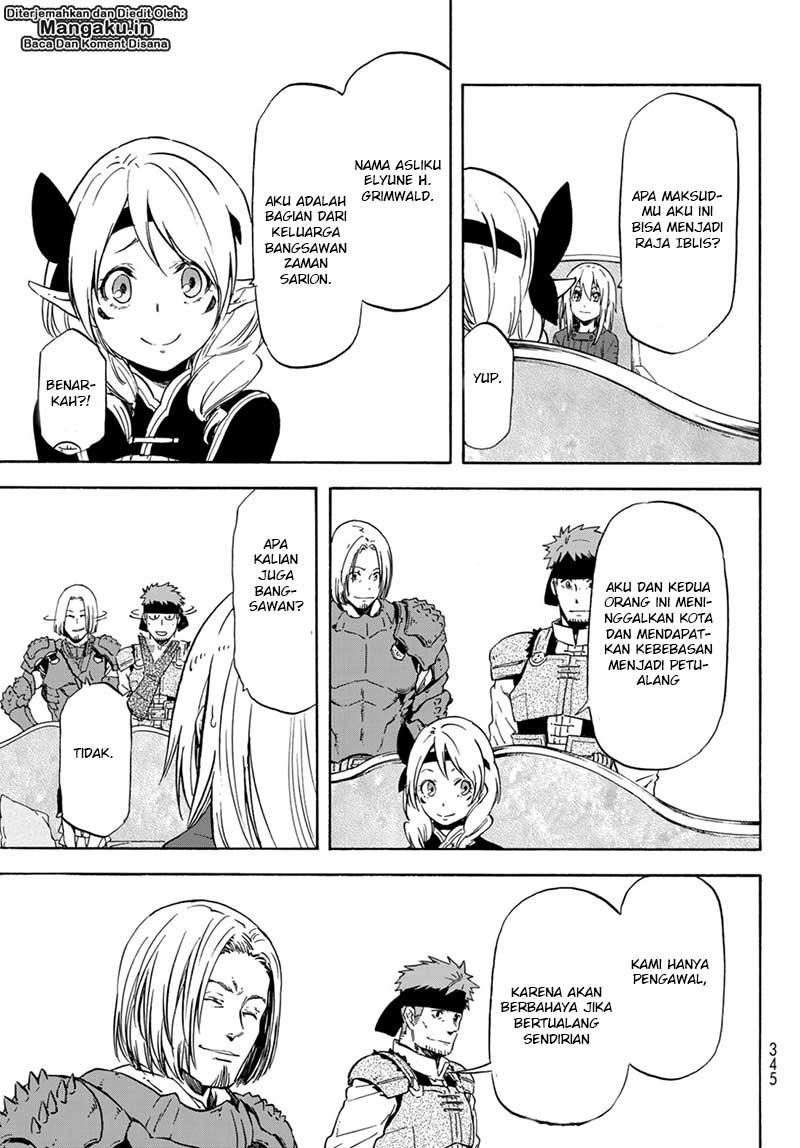 Diterjemahkan dan Diedit Oleh:
Mangaku.in
Baca Dan Koment Disana
APA MAKSUD-
MU AKU INI
BISA MENJADI
RAJA IBLIS?
YUP.
NAMA ASLIKU
ELYUNE H.
GRIMWALD.
AKU ADALAH
BAGIAN DARI
KELUARGA
BANGSAWAN
ZAMAN
SARION.
BENAR-
KAH?!
AKU DAN KEDUA
ORANG INI MENI-
NGGALKAN KOTA
DAN MENDAPAT-
KAN KEBEBASAN
MENJADI PETU-
ALANG
APA
KALIAN
JUGA
BANG-
SAWAN?
TIDAK.
KAMI HANYA
PENGAWAL,
KARENA AKAN
BERBAHAYA JIKA
BERTUALANG
SENDIRIAN
345